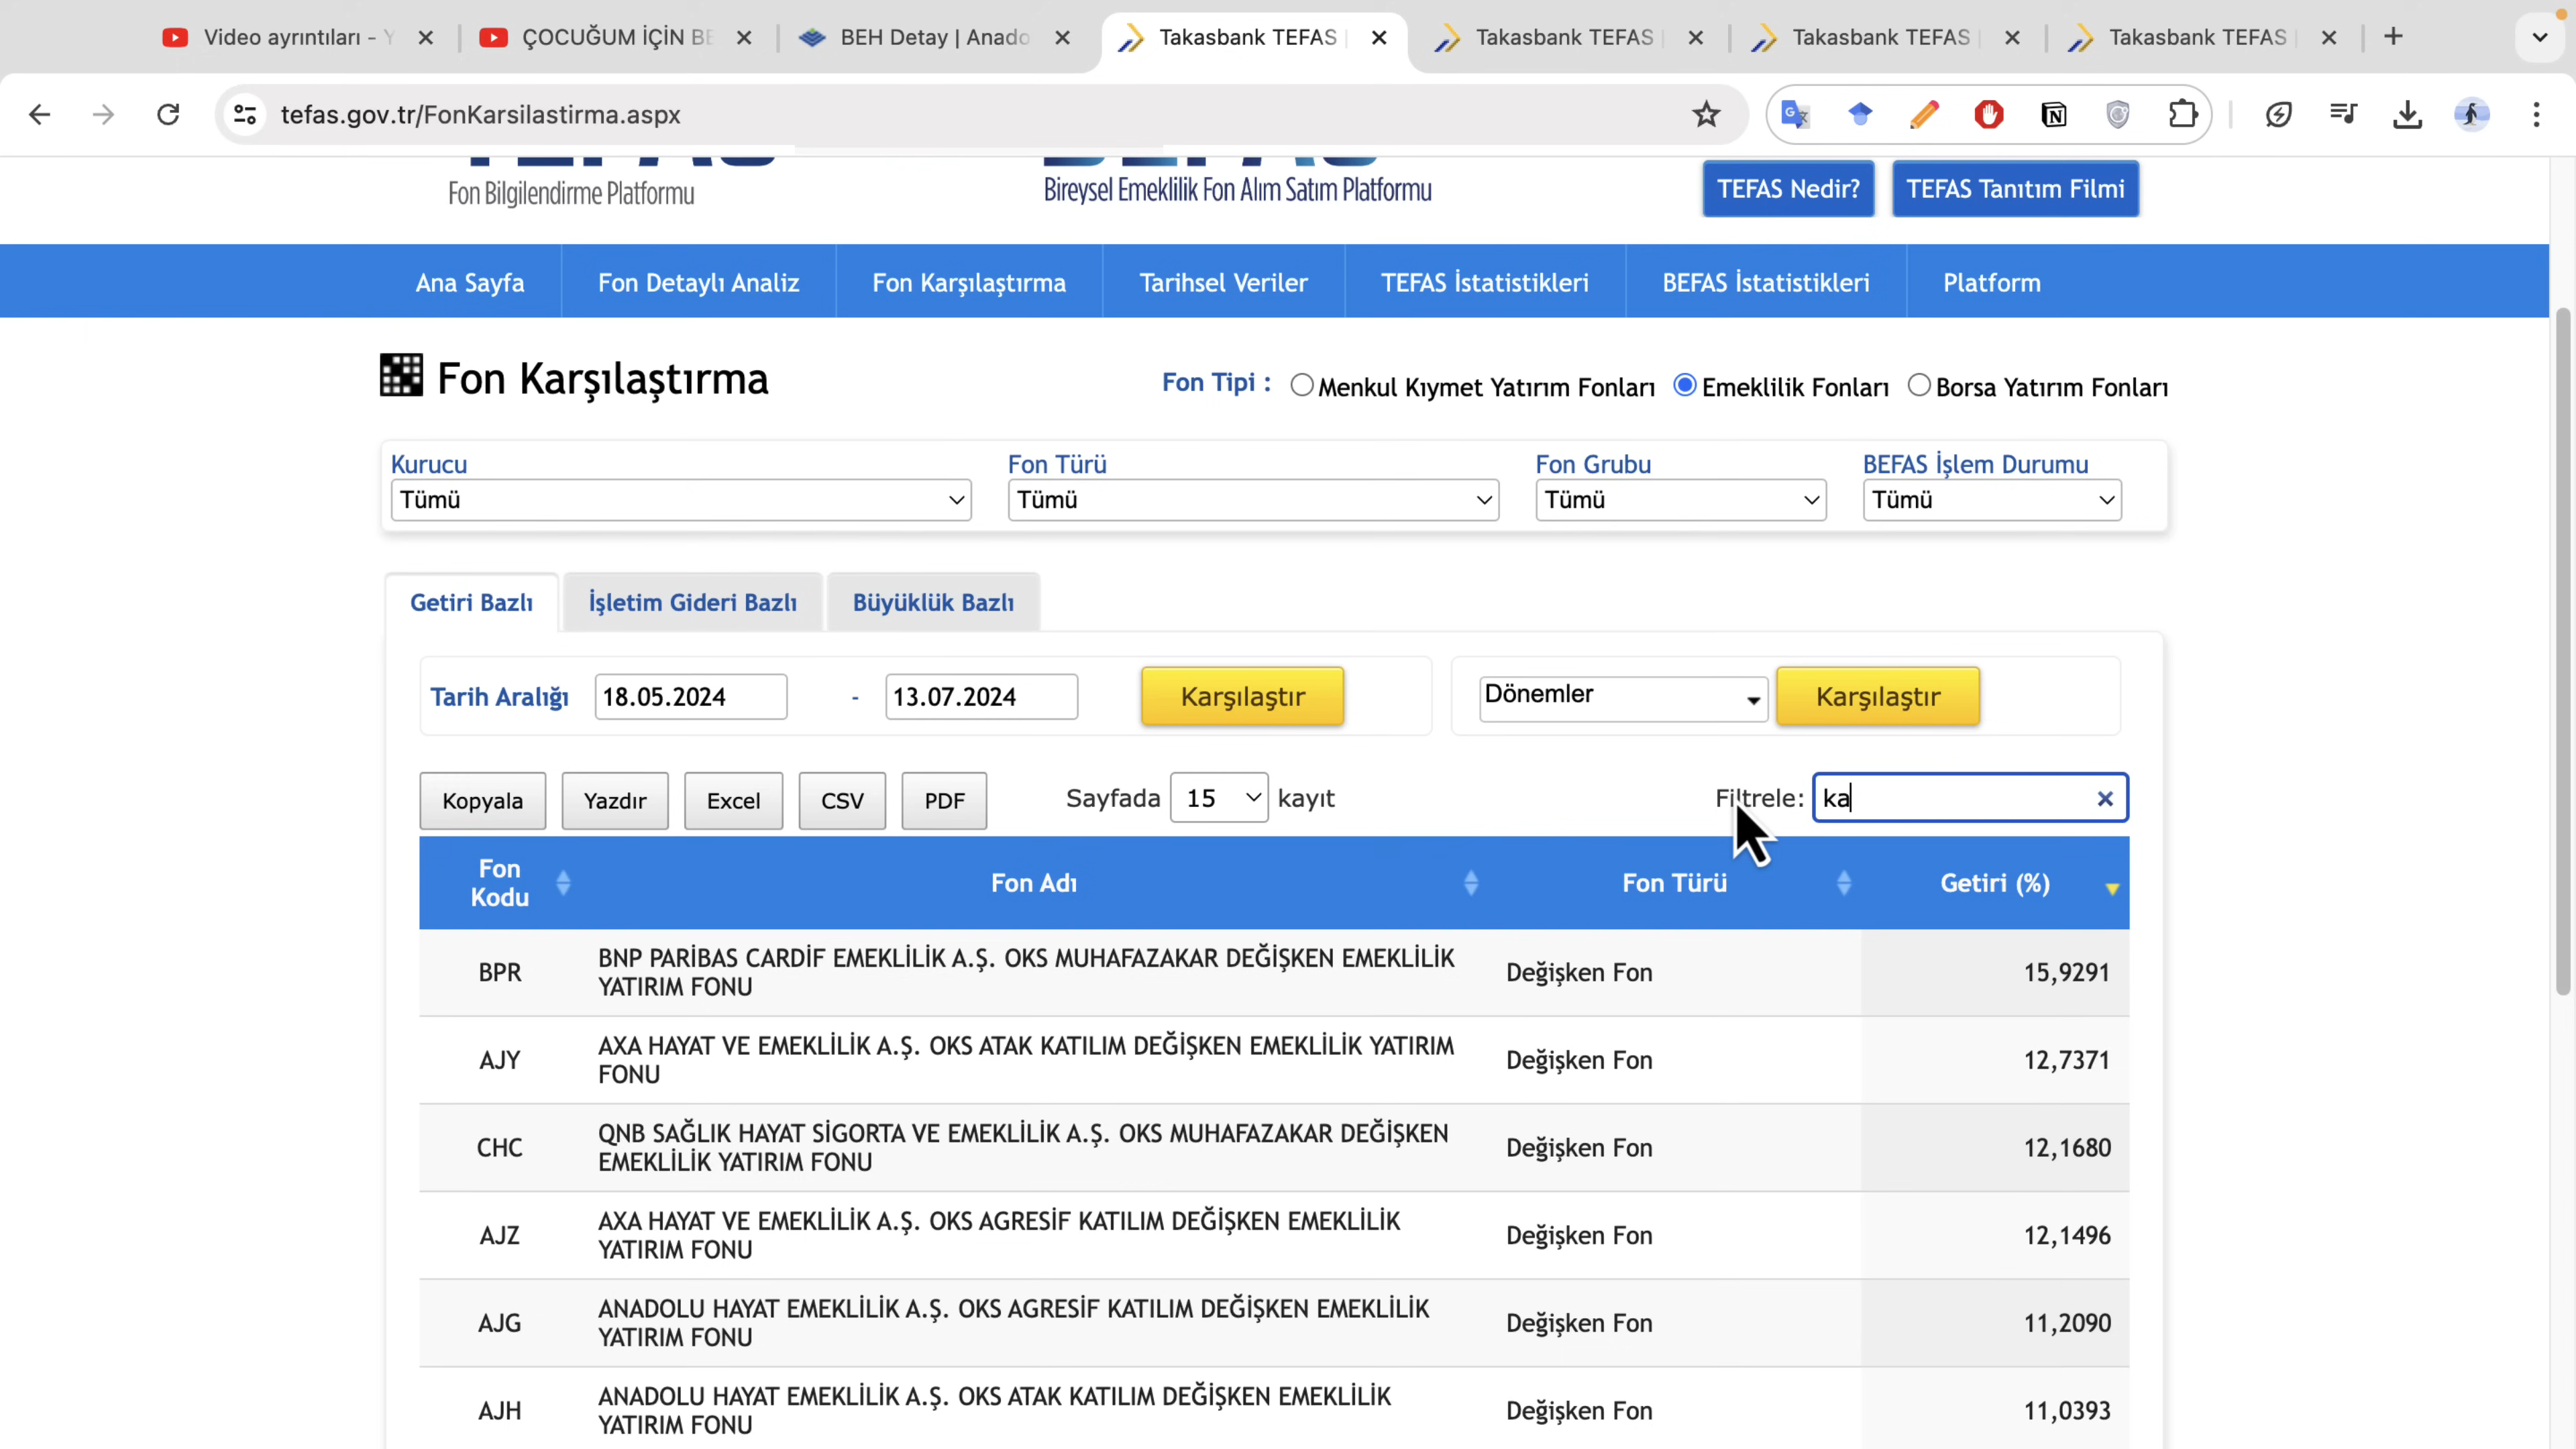 Video ayrıntıları - Y
ÇOCUĞUM İÇİN BE
BEH Detay | Anado
Takasbank TEFAS |
Takasbank TEFAS |
Takasbank TEFAS |
Takasbank TEFAS |
tefas.gov.tr/FonKarsilastirma.aspx
TEFAS
BEFAS
Fon Bilgilendirme Platformu
Bireysel Emeklilik Fon Alım Satım Platformu
TEFAS Nedir?
TEFAS Tanıtım Filmi
Ana Sayfa
Fon Detaylı Analiz
Fon Karşılaştırma
Tarihsel Veriler
TEFAS İstatistikleri
BEFAS İstatistikleri
Platform
Fon Karşılaştırma
Fon Tipi :
Menkul Kıymet Yatırım Fonları
Emeklilik Fonları
Borsa Yatırım Fonları
Kurucu
Fon Türü
Fon Grubu
BEFAS İşlem Durumu
Tümü
Tümü
Tümü
Tümü
Getiri Bazlı
İşletim Gideri Bazlı
Büyüklük Bazlı
Tarih Aralığı
18.05.2024
-
13.07.2024
Karşılaştır
Dönemler
Karşılaştır
Kopyala
Yazdır
Excel
CSV
PDF
Sayfada 15 kayıt
Filtrele: ka
Fon
Kodu
Fon Adı
Fon Türü
Getiri (%)
BPR
BNP PARİBAS CARDİF EMEKLİLİK A.Ş. OKS MUHAFAZAKAR DEĞİŞKEN EMEKLİLİK
YATIRIM FONU
Değişken Fon
15,9291
AJY
AXA HAYAT VE EMEKLİLİK A.Ş. OKS ATAK KATILIM DEĞİŞKEN EMEKLİLİK YATIRIM
FONU
Değişken Fon
12,7371
CHC
QNB SAĞLIK HAYAT SİGORTA VE EMEKLİLİK A.Ş. OKS MUHAFAZAKAR DEĞİŞKEN
EMEKLİLİK YATIRIM FONU
Değişken Fon
12,1680
AJZ
AXA HAYAT VE EMEKLİLİK A.Ş. OKS AGRESİF KATILIM DEĞİŞKEN EMEKLİLİK
YATIRIM FONU
Değişken Fon
12,1496
AJG
ANADOLU HAYAT EMEKLİLİK A.Ş. OKS AGRESİF KATILIM DEĞİŞKEN EMEKLİLİK
YATIRIM FONU
Değişken Fon
11,2090
AJH
ANADOLU HAYAT EMEKLİLİK A.Ş. OKS ATAK KATILIM DEĞİŞKEN EMEKLİLİK
YATIRIM FONU
Değişken Fon
11,0393